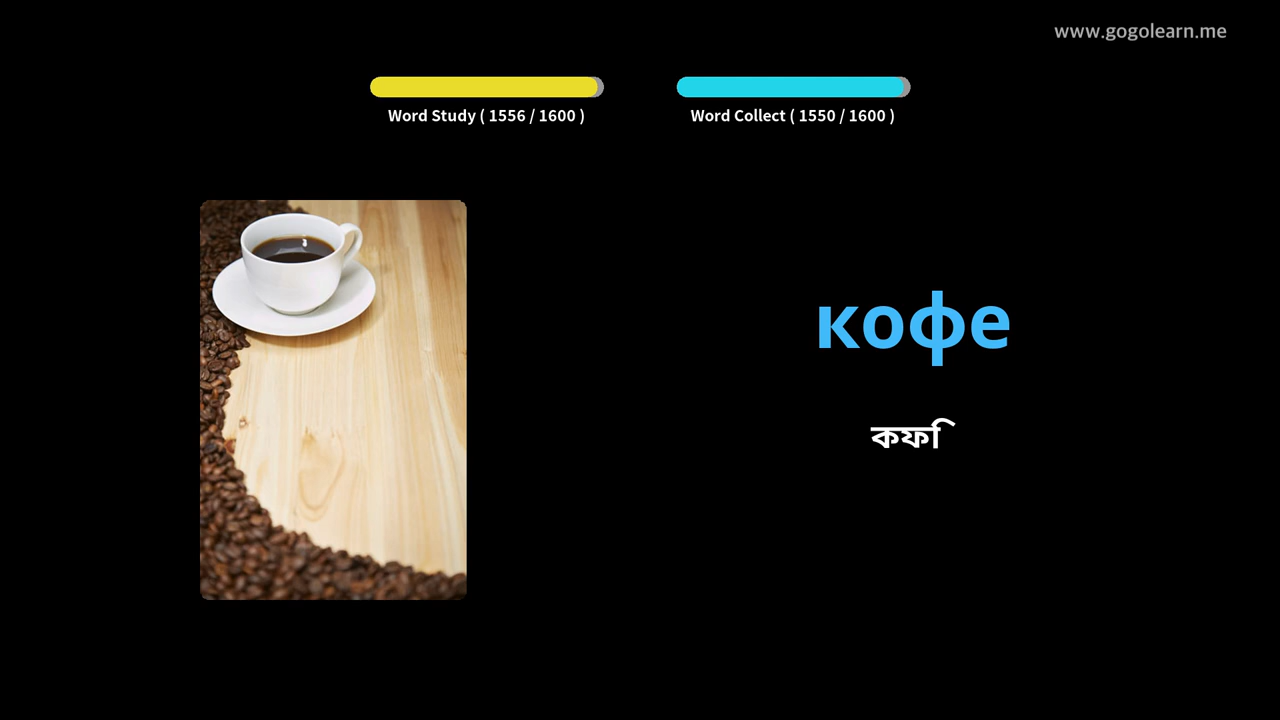 www.gogolearn.me
Word Study ( 1556 / 1600 )
Word Collect ( 1550 / 1600 )
кофе
কফি